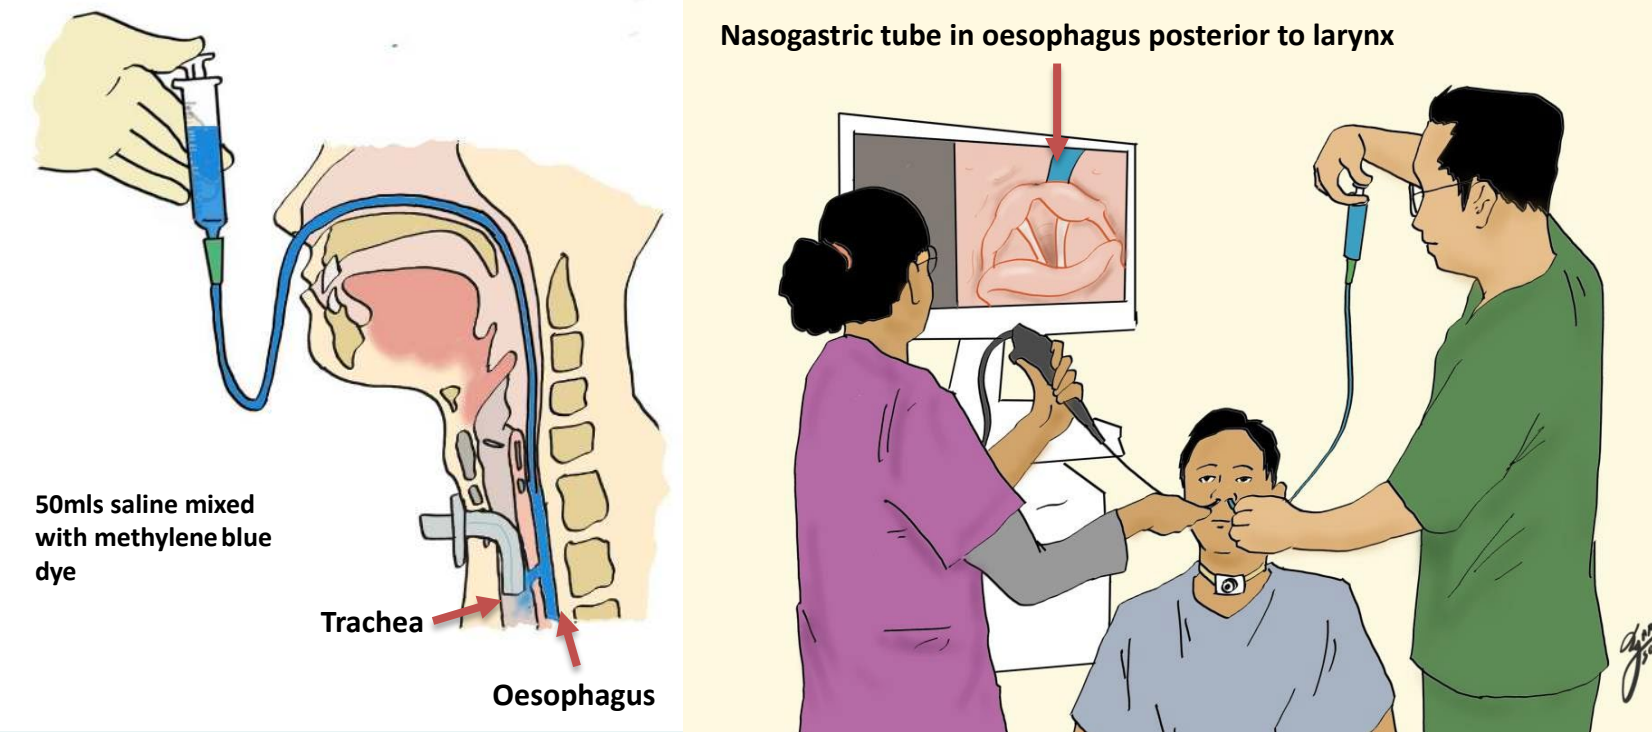 Nasogastric tube in oesophagus posterior to larynx
50mls saline mixed
with methylene blue
dye
Trachea
Oesophagus